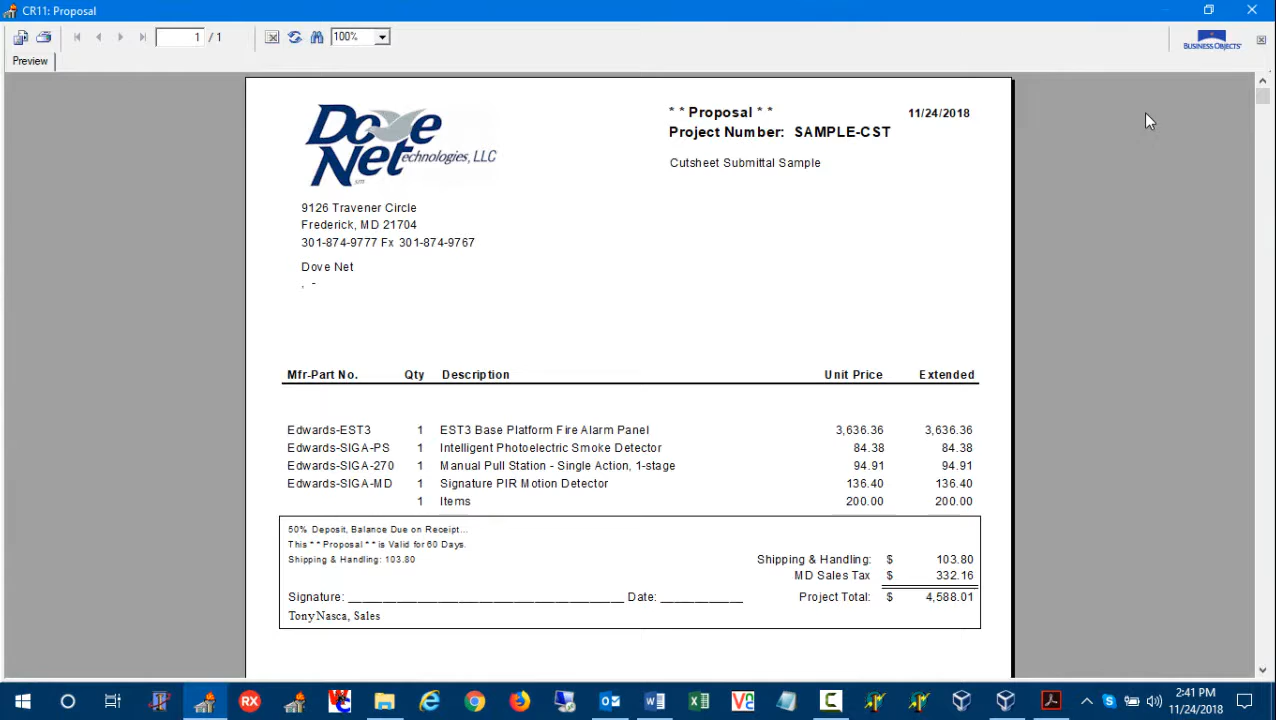 CR11: Proposal
1 / 1
100%
BUSINESS OBJECTS
Preview
Dove
Net echnologies, LLC
* * Proposal * * 11/24/2018
Project Number: SAMPLE-CST
Cutsheet Submittal Sample
9126 Travener Circle
Frederick, MD 21704
301-874-9777 Fx 301-874-9767
Dove Net
, -
Mfr-Part No. Qty Description Unit Price Extended
Edwards-EST3 1 EST3 Base Platform Fire Alarm Panel 3,636.36 3,636.36
Edwards-SIGA-PS 1 Intelligent Photoelectric Smoke Detector 84.38 84.38
Edwards-SIGA-270 1 Manual Pull Station - Single Action, 1-stage 94.91 94.91
Edwards-SIGA-MD 1 Signature PIR Motion Detector 136.40 136.40
1 Items 200.00 200.00
50% Deposit, Balance Due on Receipt...
This * * Proposal * * is Valid for 60 Days.
Shipping & Handling: 103.80
Shipping & Handling: $ 103.80
MD Sales Tax $ 332.16
Signature: ______________________________ Date: _____________ Project Total: $ 4,588.01
Tony Nasca, Sales
2:41 PM
11/24/2018